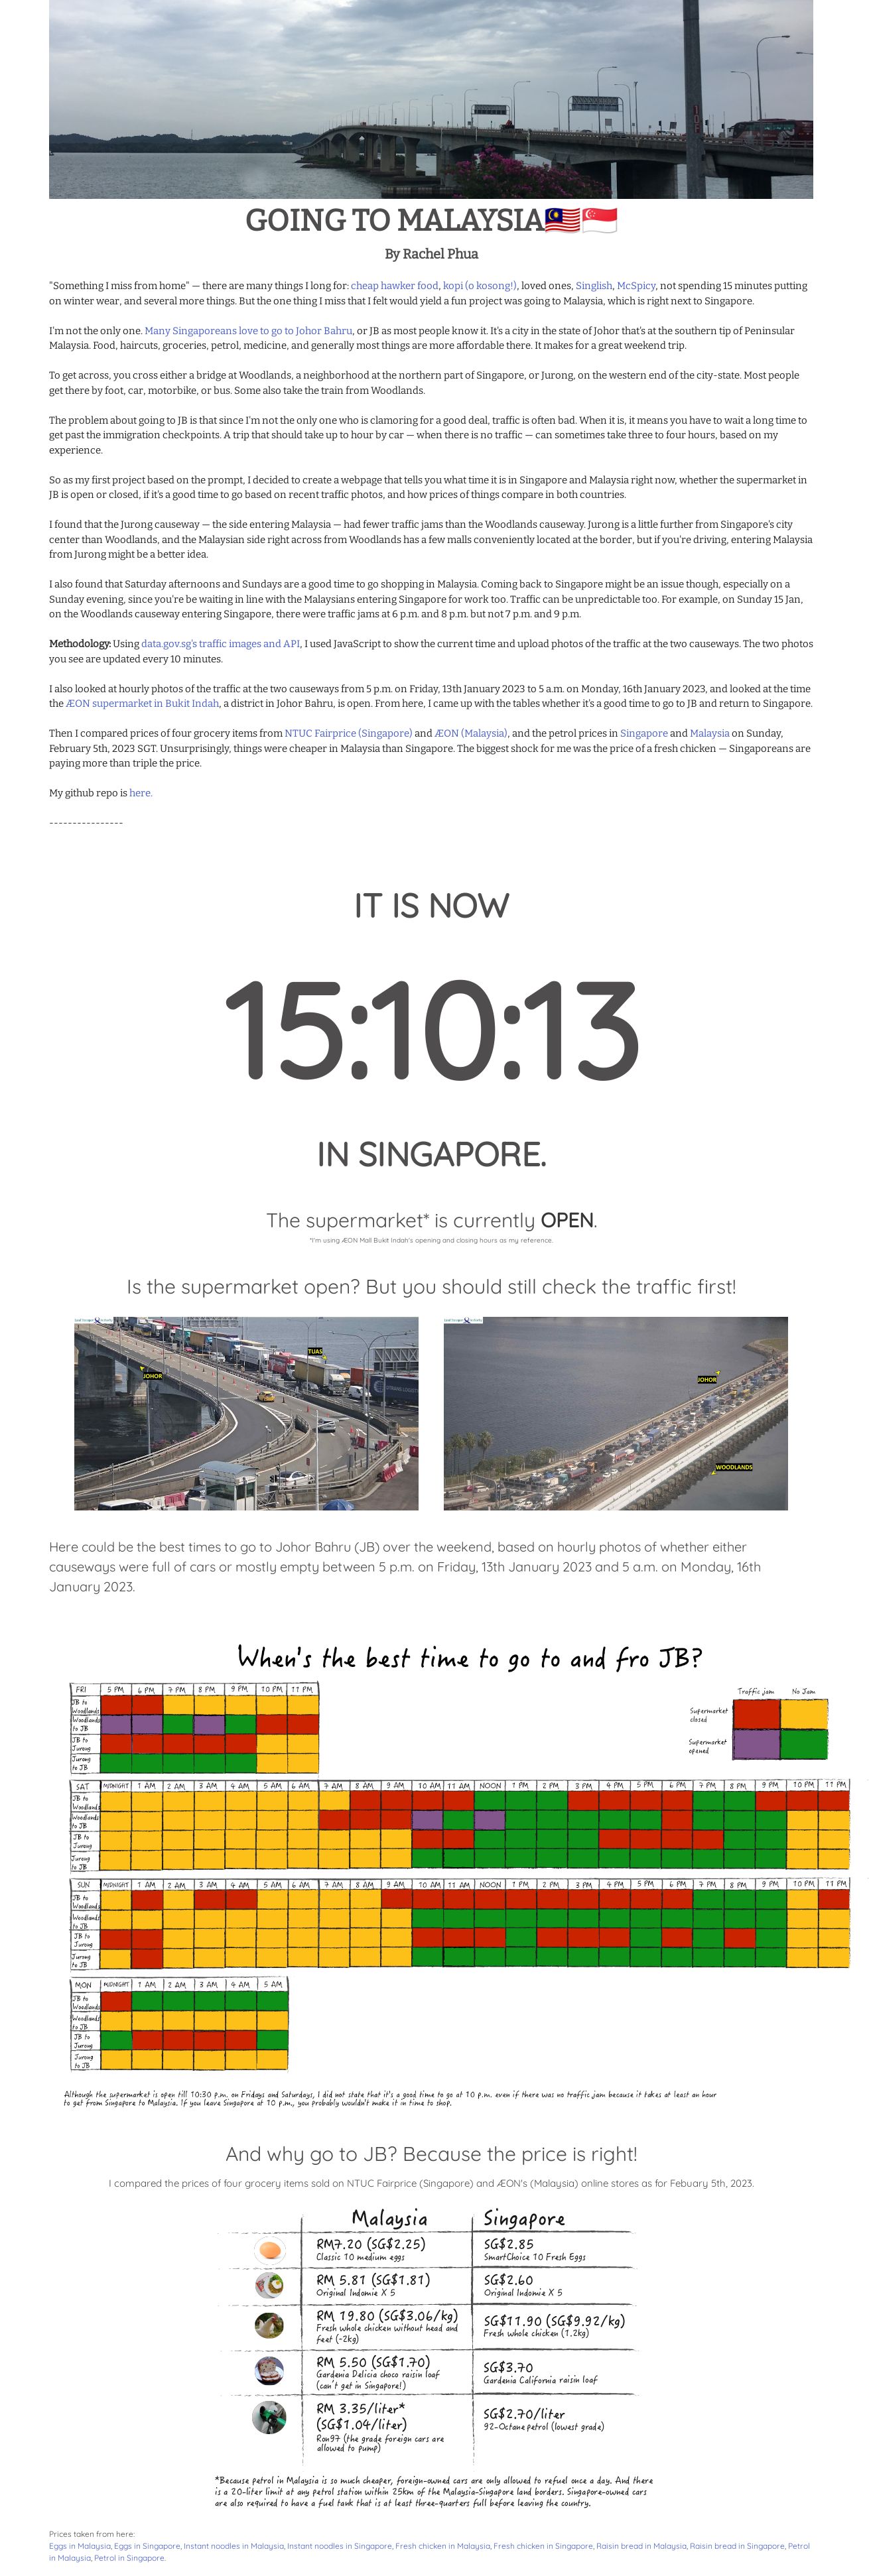 GOING TO MALAYSIA🇲🇾🇸🇬
By Rachel Phua
"Something I miss from home" — there are many things I long for: cheap hawker food, kopi (o kosong!), loved ones, Singlish, McSpicy, not spending 15 minutes putting
on winter wear, and several more things. But the one thing I miss that I felt would yield a fun project was going to Malaysia, which is right next to Singapore.
I'm not the only one. Many Singaporeans love to go to Johor Bahru, or JB as most people know it. It's a city in the state of Johor that's at the southern tip of Peninsular
Malaysia. Food, haircuts, groceries, petrol, medicine, and generally most things are more affordable there. It makes for a great weekend trip.
To get across, you cross either a bridge at Woodlands, a neighborhood at the northern part of Singapore, or Jurong, on the western end of the city-state. Most people
get there by foot, car, motorbike, or bus. Some also take the train from Woodlands.
The problem about going to JB is that since I'm not the only one who is clamoring for a good deal, traffic is often bad. When it is, it means you have to wait a long time to
get past the immigration checkpoints. A trip that should take up to hour by car — when there is no traffic — can sometimes take three to four hours, based on my
experience.
So as my first project based on the prompt, I decided to create a webpage that tells you what time it is in Singapore and Malaysia right now, whether the supermarket in
JB is open or closed, if it's a good time to go based on recent traffic photos, and how prices of things compare in both countries.
I found that the Jurong causeway — the side entering Malaysia — had fewer traffic jams than the Woodlands causeway. Jurong is a little further from Singapore's city
center than Woodlands, and the Malaysian side right across from Woodlands has a few malls conveniently located at the border, but if you're driving, entering Malaysia
from Jurong might be a better idea.
I also found that Saturday afternoons and Sundays are a good time to go shopping in Malaysia. Coming back to Singapore might be an issue though, especially on a
Sunday evening, since you're be waiting in line with the Malaysians entering Singapore for work too. Traffic can be unpredictable too. For example, on Sunday 15 Jan,
on the Woodlands causeway entering Singapore, there were traffic jams at 6 p.m. and 8 p.m. but not 7 p.m. and 9 p.m.
Methodology: Using data.gov.sg's traffic images and API, I used JavaScript to show the current time and upload photos of the traffic at the two causeways. The two photos
you see are updated every 10 minutes.
I also looked at hourly photos of the traffic at the two causeways from 5 p.m. on Friday, 13th January 2023 to 5 a.m. on Monday, 16th January 2023, and looked at the time
the ÆON supermarket in Bukit Indah, a district in Johor Bahru, is open. From here, I came up with the tables whether it's a good time to go to JB and return to Singapore.
Then I compared prices of four grocery items from NTUC Fairprice (Singapore) and ÆON (Malaysia), and the petrol prices in Singapore and Malaysia on Sunday,
February 5th, 2023 SGT. Unsurprisingly, things were cheaper in Malaysia than Singapore. The biggest shock for me was the price of a fresh chicken — Singaporeans are
paying more than triple the price.
My github repo is here.
---------------
IT IS NOW
15:10:13
IN SINGAPORE.
The supermarket* is currently OPEN.
*I'm using ÆON Mall Bukit Indah's opening and closing hours as my reference.
Is the supermarket open? But you should still check the traffic first!
TUAS
JOHOR
JOHOR
WOODLANDS
Here could be the best times to go to Johor Bahru (JB) over the weekend, based on hourly photos of whether either
causeways were full of cars or mostly empty between 5 p.m. on Friday, 13th January 2023 and 5 a.m. on Monday, 16th
January 2023.
When's the best time to go to and fro JB?
Traffic jam No Jam
Supermarket
closed
Supermarket
opened
FRI 5 PM 6 PM 7 PM 8 PM 9 PM 10 PM 11 PM
JB to
Woodlands
Woodlands
to JB
JB to
Jurong
Jurong
to JB
SAT MIDNIGHT 1 AM 2 AM 3 AM 4 AM 5 AM 6 AM 7 AM 8 AM 9 AM 10 AM 11 AM NOON 1 PM 2 PM 3 PM 4 PM 5 PM 6 PM 7 PM 8 PM 9 PM 10 PM 11 PM
JB to
Woodlands
Woodlands
to JB
JB to
Jurong
Jurong
to JB
SUN MIDNIGHT 1 AM 2 AM 3 AM 4 AM 5 AM 6 AM 7 AM 8 AM 9 AM 10 AM 11 AM NOON 1 PM 2 PM 3 PM 4 PM 5 PM 6 PM 7 PM 8 PM 9 PM 10 PM 11 PM
JB to
Woodlands
Woodlands
to JB
JB to
Jurong
Jurong
to JB
MON MIDNIGHT 1 AM 2 AM 3 AM 4 AM 5 AM
JB to
Woodlands
Woodlands
to JB
JB to
Jurong
Jurong
to JB
Although the supermarket is open till 10:30 p.m. on Fridays and Saturdays, I did not state that it's a good time to go at 10 p.m. even if there was no traffic jam because it takes at least an hour
to get from Singapore to Malaysia. If you leave Singapore at 10 p.m., you probably wouldn't make it in time to shop.
And why go to JB? Because the price is right!
I compared the prices of four grocery items sold on NTUC Fairprice (Singapore) and ÆON's (Malaysia) online stores as for Febuary 5th, 2023.
Malaysia Singapore
RM7.20 (SG$2.25)
Classic 10 medium eggs
SG$2.85
SmartChoice 10 Fresh Eggs
RM 5.81 (SG$1.81)
Original Indomie X 5
SG$2.60
Original Indomie X 5
RM 19.80 (SG$3.06/kg)
Fresh whole chicken without head and
feet (~2kg)
SG$11.90 (SG$9.92/kg)
Fresh whole chicken (1.2kg)
RM 5.50 (SG$1.70)
Gardenia Delicia choco raisin loaf
(can't get in Singapore!)
SG$3.70
Gardenia California raisin loaf
RM 3.35/liter*
(SG$1.04/liter)
Ron97 (the grade foreign cars are
allowed to pump)
SG$2.70/liter
92-Octane petrol (lowest grade)
*Because petrol in Malaysia is so much cheaper, foreign-owned cars are only allowed to refuel once a day. And there
is a 20-liter limit at any petrol station within 25km of the Malaysia-Singapore land borders. Singapore-owned cars
are also required to have a fuel tank that is at least three-quarters full before leaving the country.
Prices taken from here:
Eggs in Malaysia, Eggs in Singapore, Instant noodles in Malaysia, Instant noodles in Singapore, Fresh chicken in Malaysia, Fresh chicken in Singapore, Raisin bread in Malaysia, Raisin bread in Singapore, Petrol
in Malaysia, Petrol in Singapore.